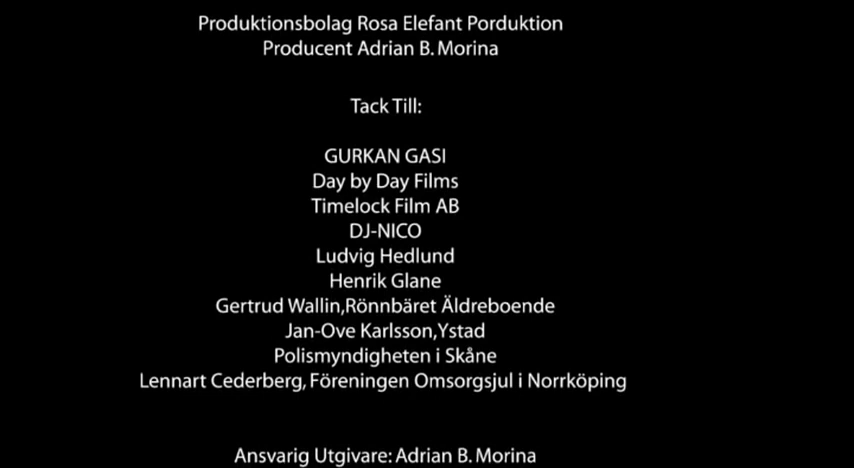 Produktionsbolag Rosa Elefant Porduktion
Producent Adrian B. Morina
Tack Till:
GURKAN GASI
Day by Day Films
Timelock Film AB
DJ-NICO
Ludvig Hedlund
Henrik Glane
Gertrud Wallin,Rönnbäret Äldreboende
Jan-Ove Karlsson,Ystad
Polismyndigheten i Skåne
Lennart Cederberg, Föreningen Omsorgsjul i Norrköping
Ansvarig Utgivare: Adrian B. Morina